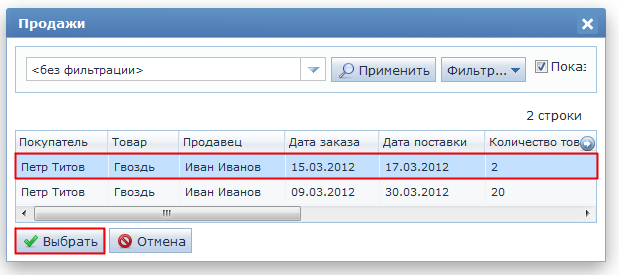 Продажи
<без фильтрации> Применить Фильтр... Показ
2 строки
Покупатель Товар Продавец Дата заказа Дата поставки Количество тов
Петр Титов Гвоздь Иван Иванов 15.03.2012 17.03.2012 2
Петр Титов Гвоздь Иван Иванов 09.03.2012 30.03.2012 20
Выбрать Отмена